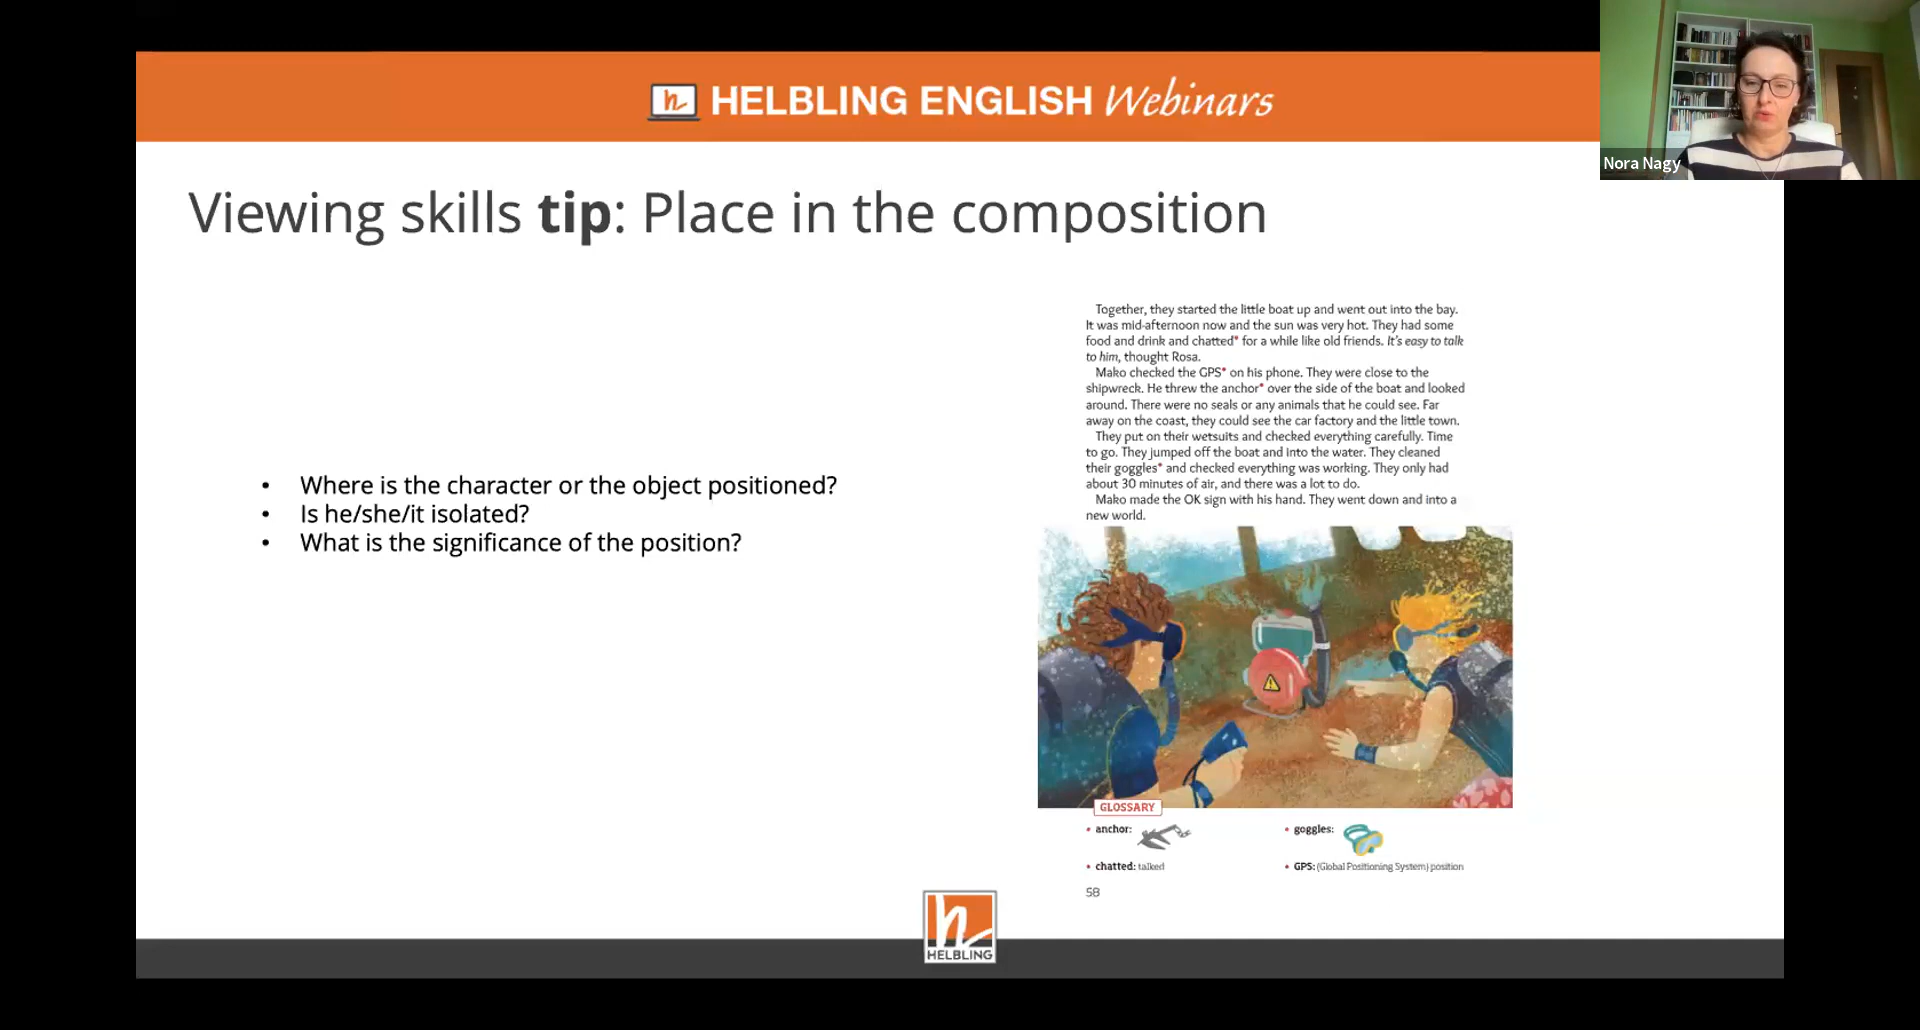 HELBLING ENGLISH Webinars
Nora Nagy
Viewing skills tip: Place in the composition
• Where is the character or the object positioned?
• Is he/she/it isolated?
• What is the significance of the position?
Together, they started the little boat up and went out into the bay.
It was mid-afternoon now and the sun was very hot. They had some
food and drink and chatted* for a while like old friends. It's easy to talk
to him, thought Rosa.
Mako checked the GPS* on his phone. They were close to the
shipwreck. He threw the anchor* over the side of the boat and looked
around. There were no seals or any animals that he could see. Far
away on the coast, they could see the car factory and the little town.
They put on their wetsuits and checked everything carefully. Time
to go. They jumped off the boat and into the water. They cleaned
their goggles* and checked everything was working. They only had
about 30 minutes of air, and there was a lot to do.
Mako made the OK sign with his hand. They went down and into a
new world.
GLOSSARY
• anchor:
• goggles:
• chatted: talked
• GPS: (Global Positioning System) position
58
h
HELBLING